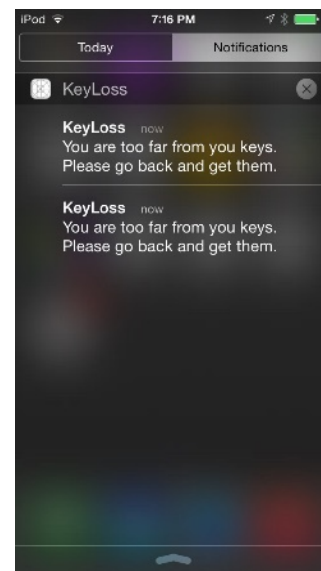 iPod 7:16 PM
Today Notifications
KeyLoss
KeyLoss now
You are too far from you keys.
Please go back and get them.
KeyLoss now
You are too far from you keys.
Please go back and get them.